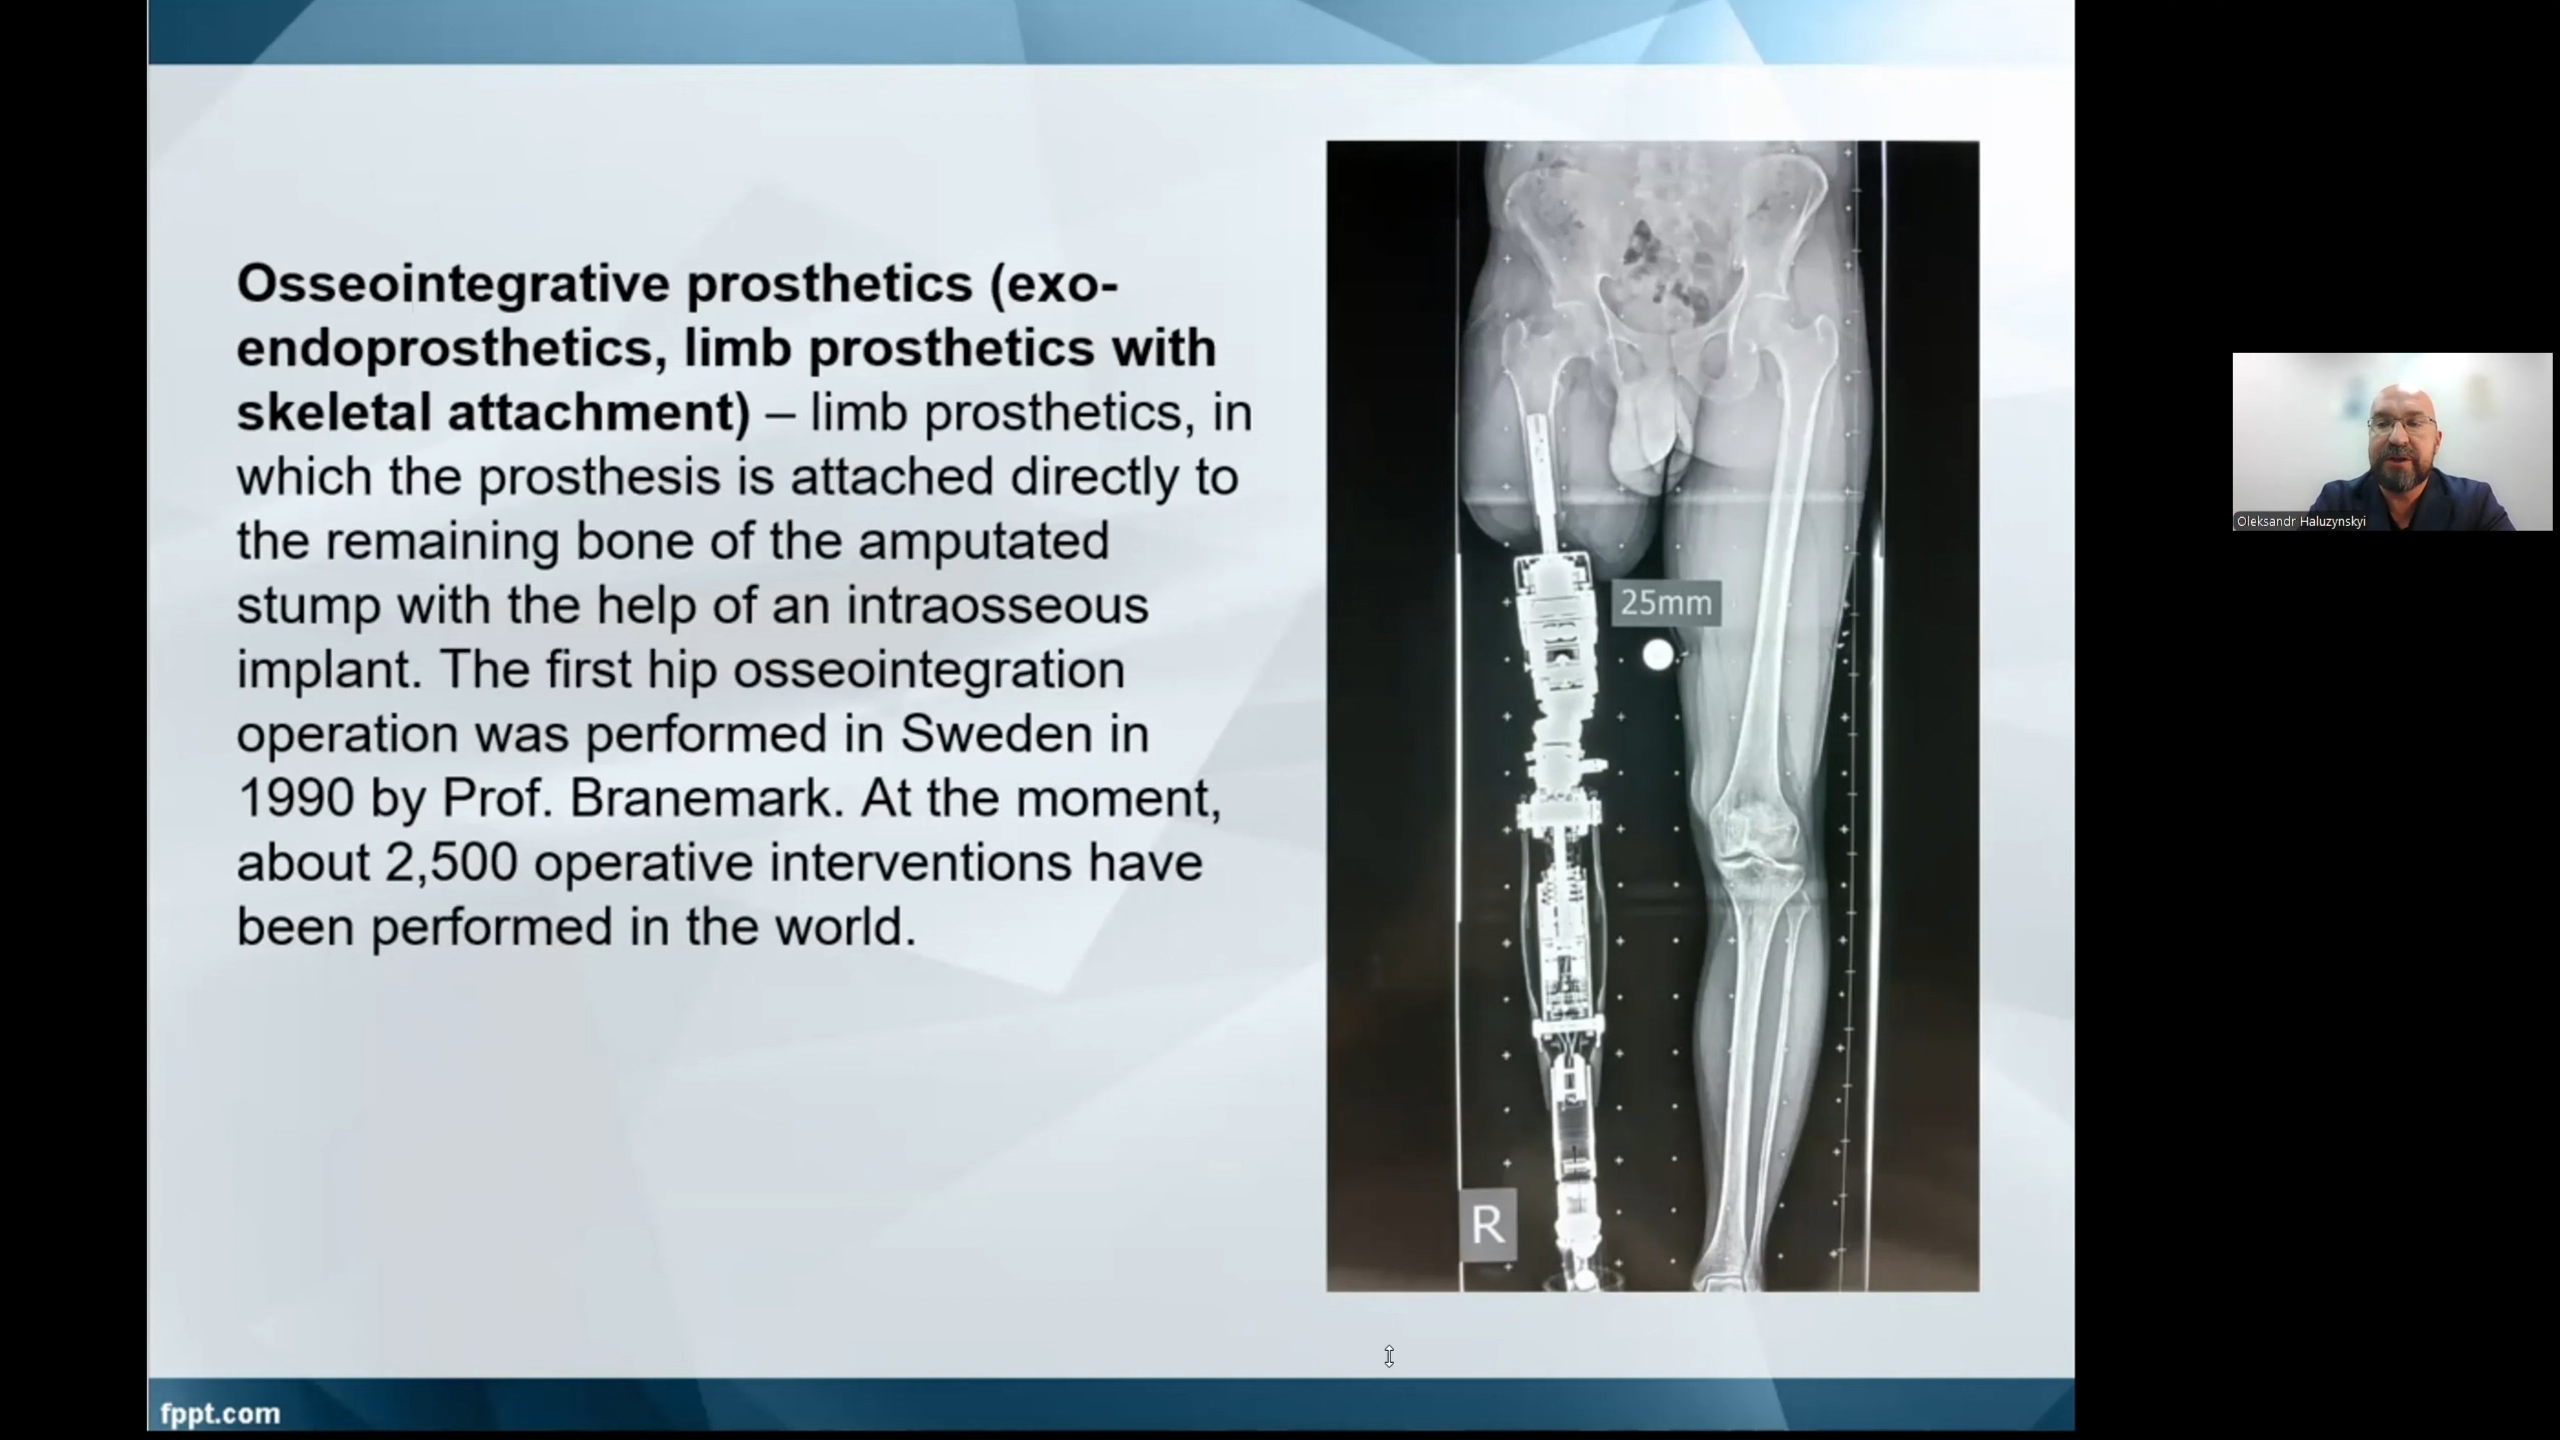 Osseointegrative prosthetics (exo-
endoprosthetics, limb prosthetics with
skeletal attachment) – limb prosthetics, in
which the prosthesis is attached directly to
the remaining bone of the amputated
stump with the help of an intraosseous
implant. The first hip osseointegration
operation was performed in Sweden in
1990 by Prof. Branemark. At the moment,
about 2,500 operative interventions have
been performed in the world.
25mm
R
Oleksandr Haluzynskyi
fppt.com